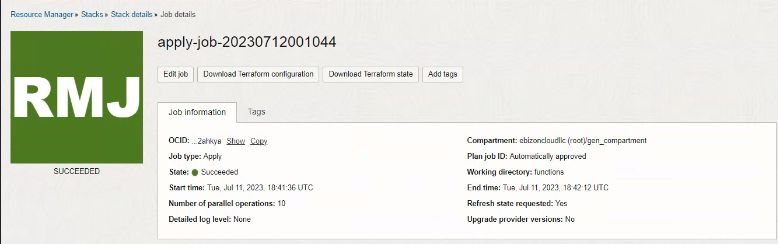 Resource Manager » Stacks » Stack details » Job details
RMJ
SUCCEEDED
apply-job-20230712001044
Edit job Download Terraform configuration Download Terraform state Add tags
Job information Tags
OCID: ...2ahkya Show Copy
Job type: Apply
State: Succeeded
Start time: Tue, Jul 11, 2023, 18:41:36 UTC
Number of parallel operations: 10
Detailed log level: None
Compartment: ebizoncloudllc (root)/gen_compartment
Plan job ID: Automatically approved
Working directory: functions
End time: Tue, Jul 11, 2023, 18:42:12 UTC
Refresh state requested: Yes
Upgrade provider versions: No